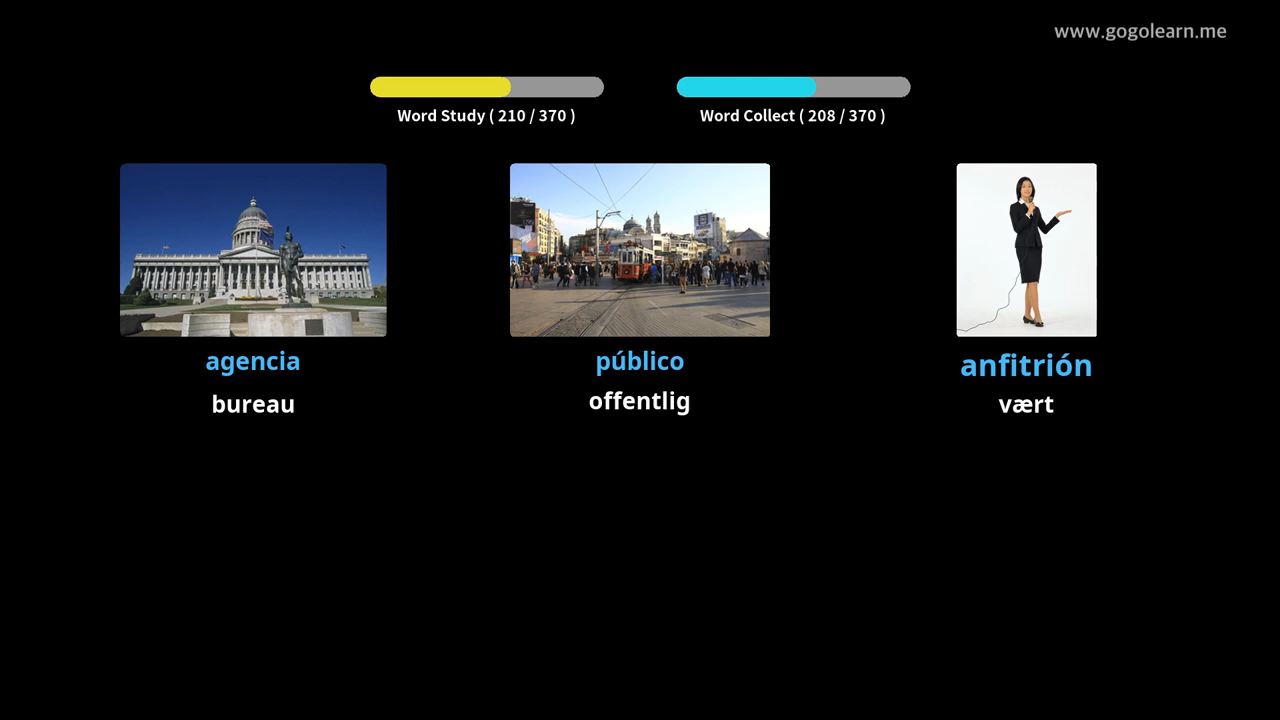 www.gogolearn.me
Word Study ( 210 / 370 )
Word Collect ( 208 / 370 )
agencia
público
anfitrión
bureau
offentlig
vært